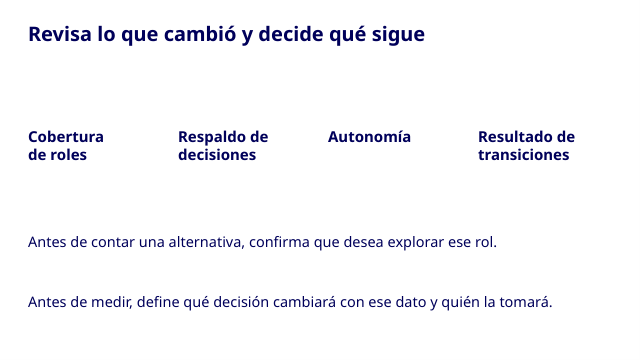 Revisa lo que cambió y decide qué sigue
Cobertura
de roles
Respaldo de
decisiones
Autonomía
Resultado de
transiciones
Antes de contar una alternativa, confirma que desea explorar ese rol.
Antes de medir, define qué decisión cambiará con ese dato y quién la tomará.